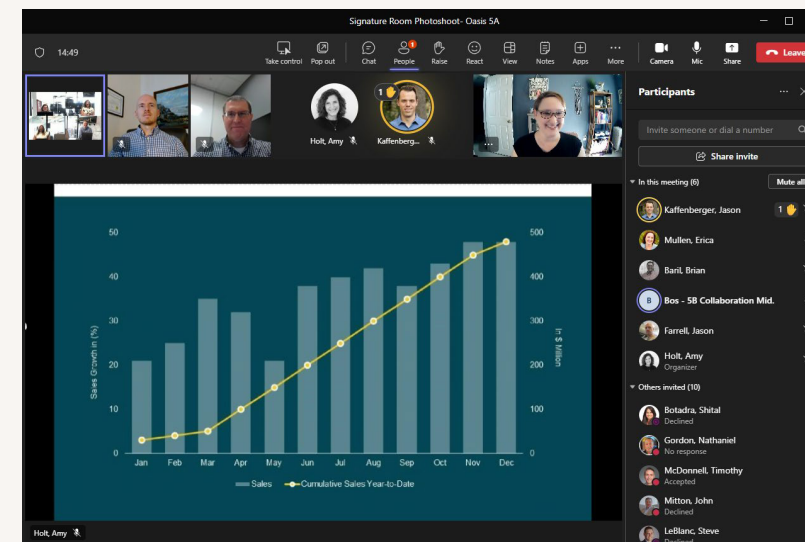 Signature Room Photoshoot- Oasis 5A
14:49
Take control
Pop out
Chat
1
People
Raise
React
View
Notes
Apps
More
Camera
Mic
Share
Leave
1
Holt, Amy
Kaffenberg...
Participants
Invite someone or dial a number
Share invite
In this meeting (6)
Mute all
Kaffenberger, Jason
1
Mullen, Erica
Baril, Brian
B
Bos - 5B Collaboration Mid.
Farrell, Jason
Holt, Amy
Organizer
Others invited (10)
Botadra, Shital
Declined
Gordon, Nathaniel
No response
McDonnell, Timothy
Accepted
Mitton, John
Declined
LeBlanc, Steve
Declined
50
40
30
20
10
0
Sales Growth in (%)
500
400
300
200
100
0
In $ Million
Jan Feb Mar Apr May Jun Jul Aug Sep Oct Nov Dec
Sales
Cumulative Sales Year-to-Date
Holt, Amy